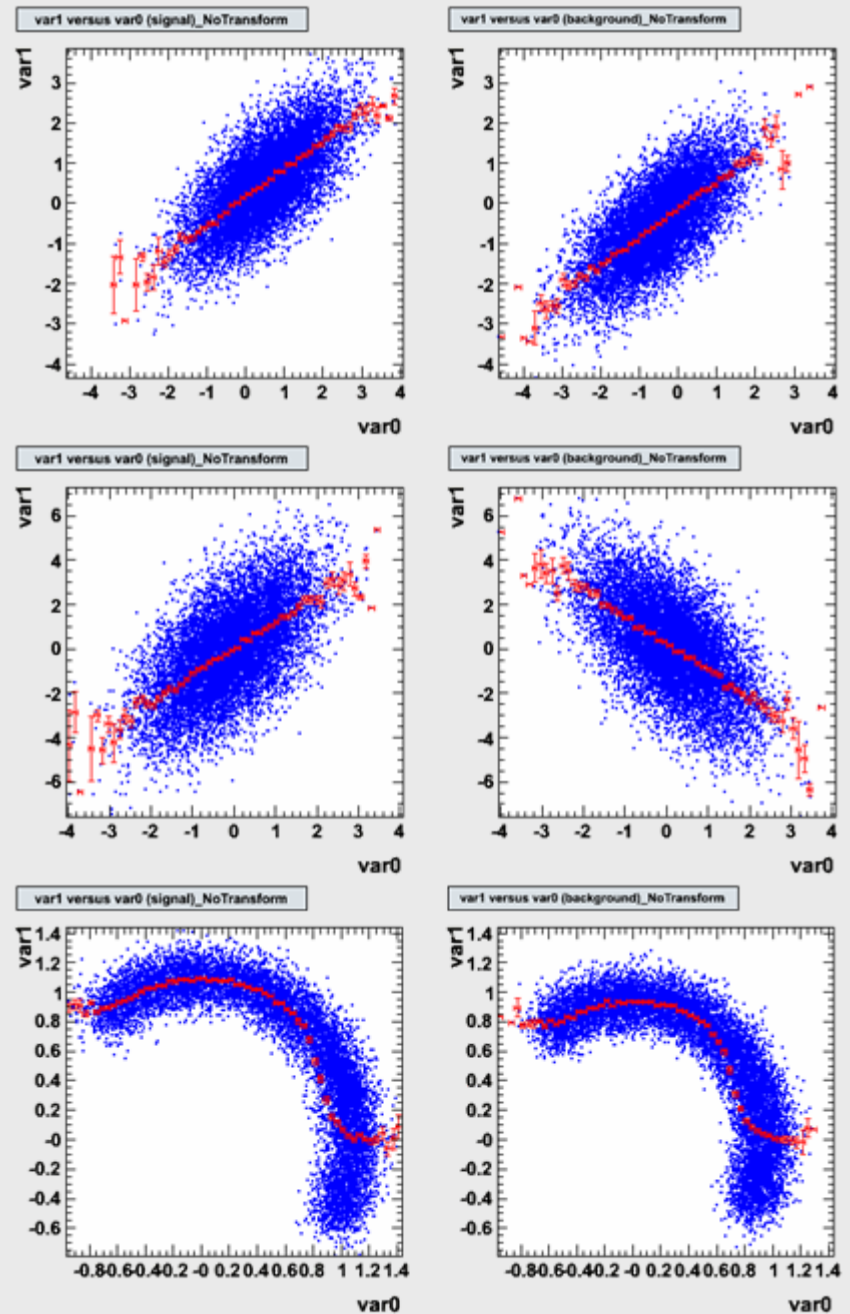 var1 versus var0 (signal)_NoTransform
var1 versus var0 (background)_NoTransform
var1
3
2
1
0
-1
-2
-3
-4
-4 -3 -2 -1 0 1 2 3 4
var0
var1
3
2
1
0
-1
-2
-3
-4
-4 -3 -2 -1 0 1 2 3 4
var0
var1 versus var0 (signal)_NoTransform
var1 versus var0 (background)_NoTransform
var1
6
4
2
0
-2
-4
-6
-4 -3 -2 -1 0 1 2 3 4
var0
var1
6
4
2
0
-2
-4
-6
-4 -3 -2 -1 0 1 2 3 4
var0
var1 versus var0 (signal)_NoTransform
var1 versus var0 (background)_NoTransform
var1
1.4
1.2
1
0.8
0.6
0.4
0.2
-0
-0.2
-0.4
-0.6
-0.8-0.6-0.4-0.2 -0 0.2 0.4 0.6 0.8 1 1.2 1.4
var0
var1
1.4
1.2
1
0.8
0.6
0.4
0.2
-0
-0.2
-0.4
-0.6
-0.8-0.6-0.4-0.2 -0 0.2 0.4 0.6 0.8 1 1.2 1.4
var0